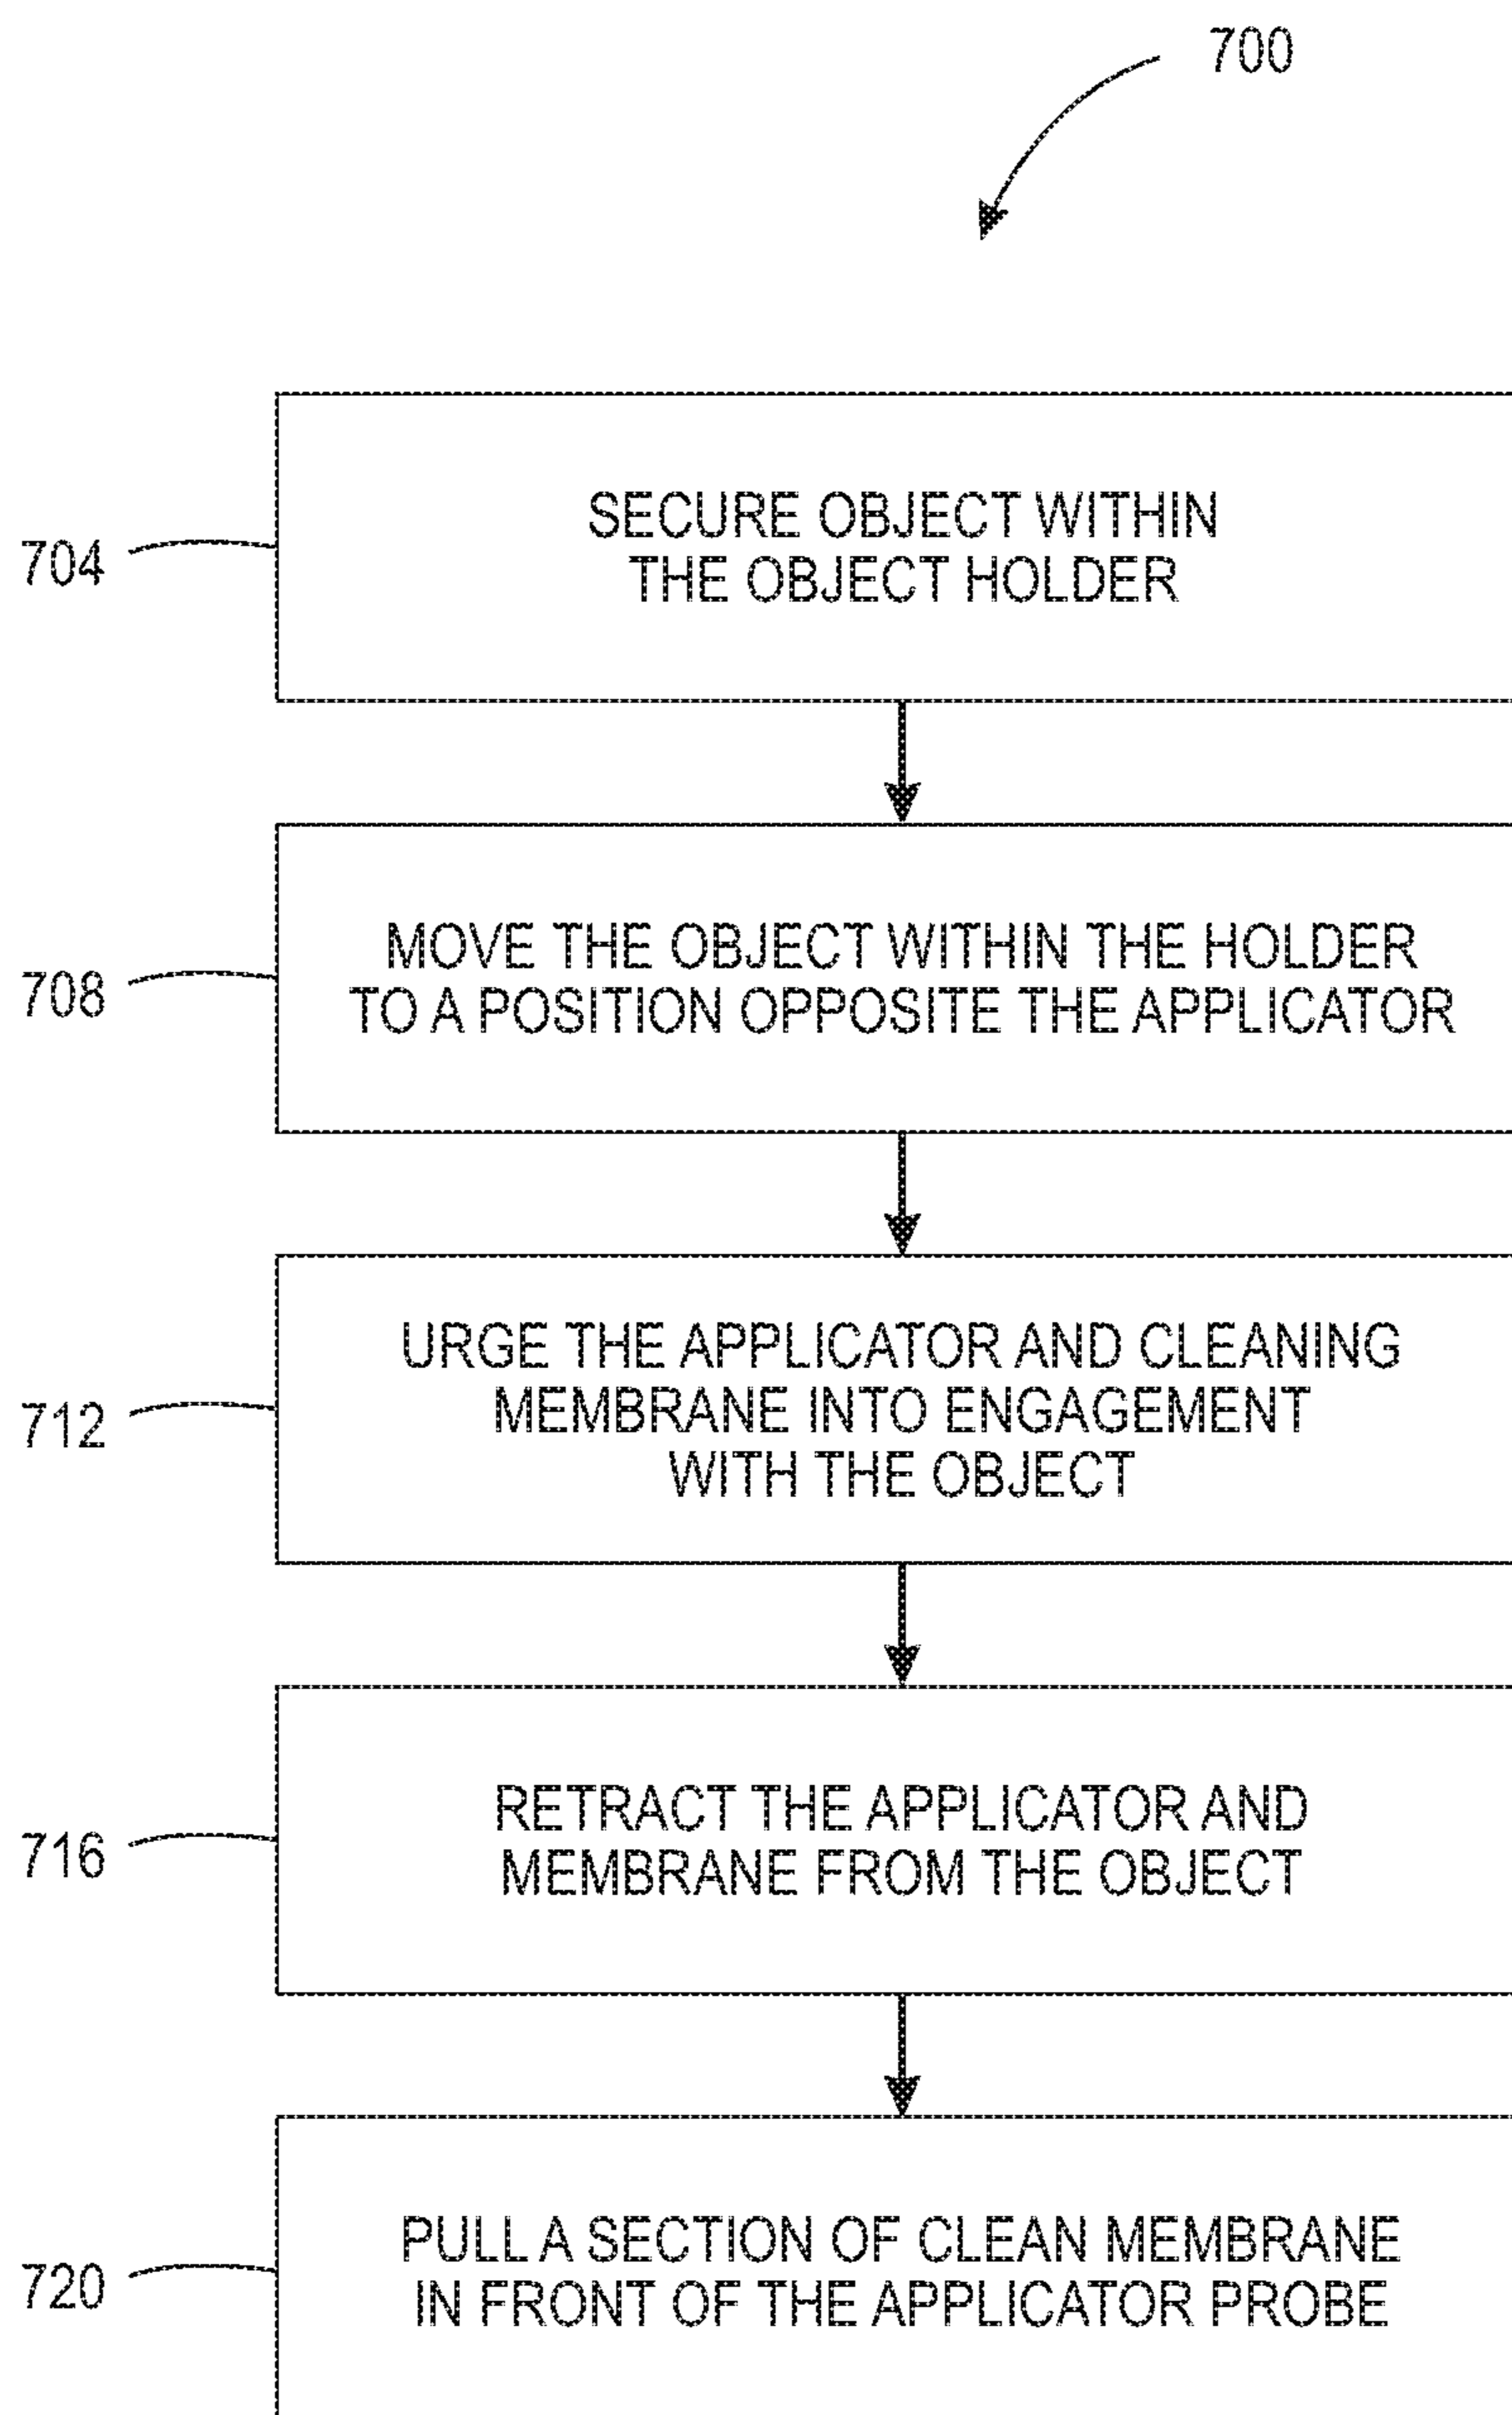 700
704
SECURE OBJECT WITHIN
THE OBJECT HOLDER
708
MOVE THE OBJECT WITHIN THE HOLDER
TO A POSITION OPPOSITE THE APPLICATOR
712
URGE THE APPLICATOR AND CLEANING
MEMBRANE INTO ENGAGEMENT
WITH THE OBJECT
716
RETRACT THE APPLICATOR AND
MEMBRANE FROM THE OBJECT
720
PULL A SECTION OF CLEAN MEMBRANE
IN FRONT OF THE APPLICATOR PROBE